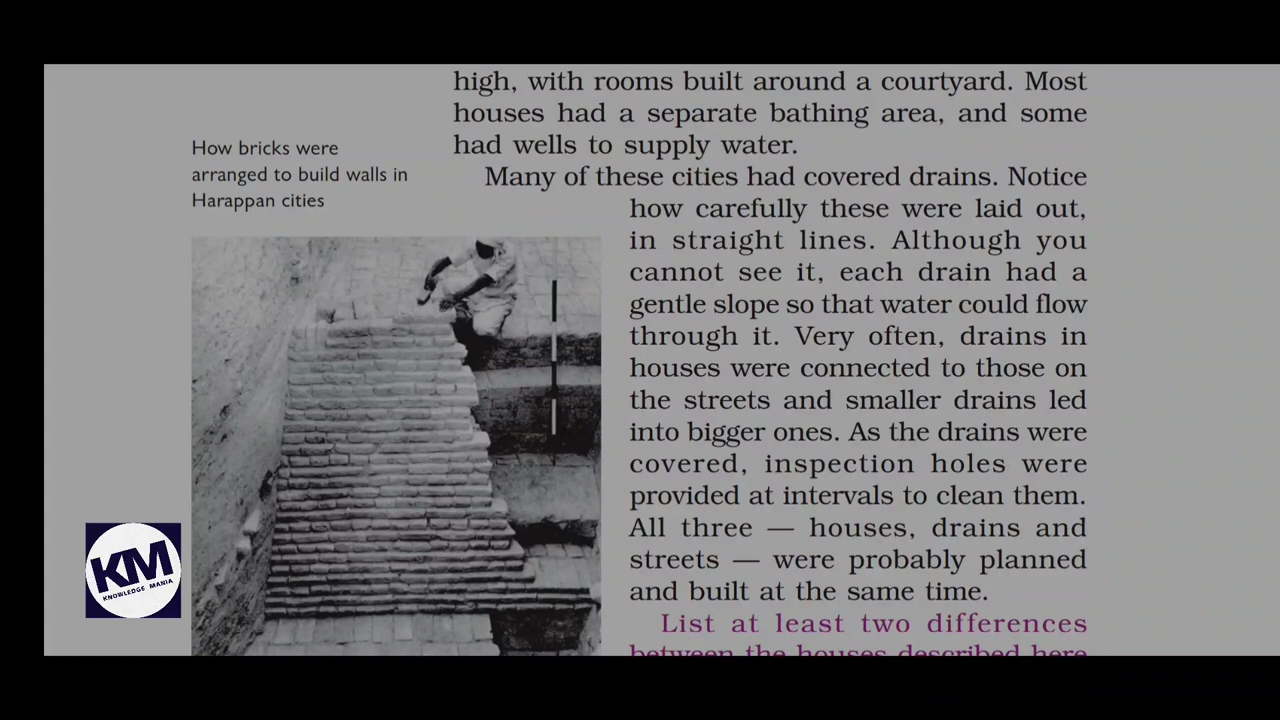 high, with rooms built around a courtyard. Most
houses had a separate bathing area, and some
had wells to supply water.
How bricks were
arranged to build walls in
Harappan cities
Many of these cities had covered drains. Notice
how carefully these were laid out,
in straight lines. Although you
cannot see it, each drain had a
gentle slope so that water could flow
through it. Very often, drains in
houses were connected to those on
the streets and smaller drains led
into bigger ones. As the drains were
covered, inspection holes were
provided at intervals to clean them.
All three — houses, drains and
streets — were probably planned
and built at the same time.
List at least two differences
between the houses described here
KM
KNOWLEDGE MANIA